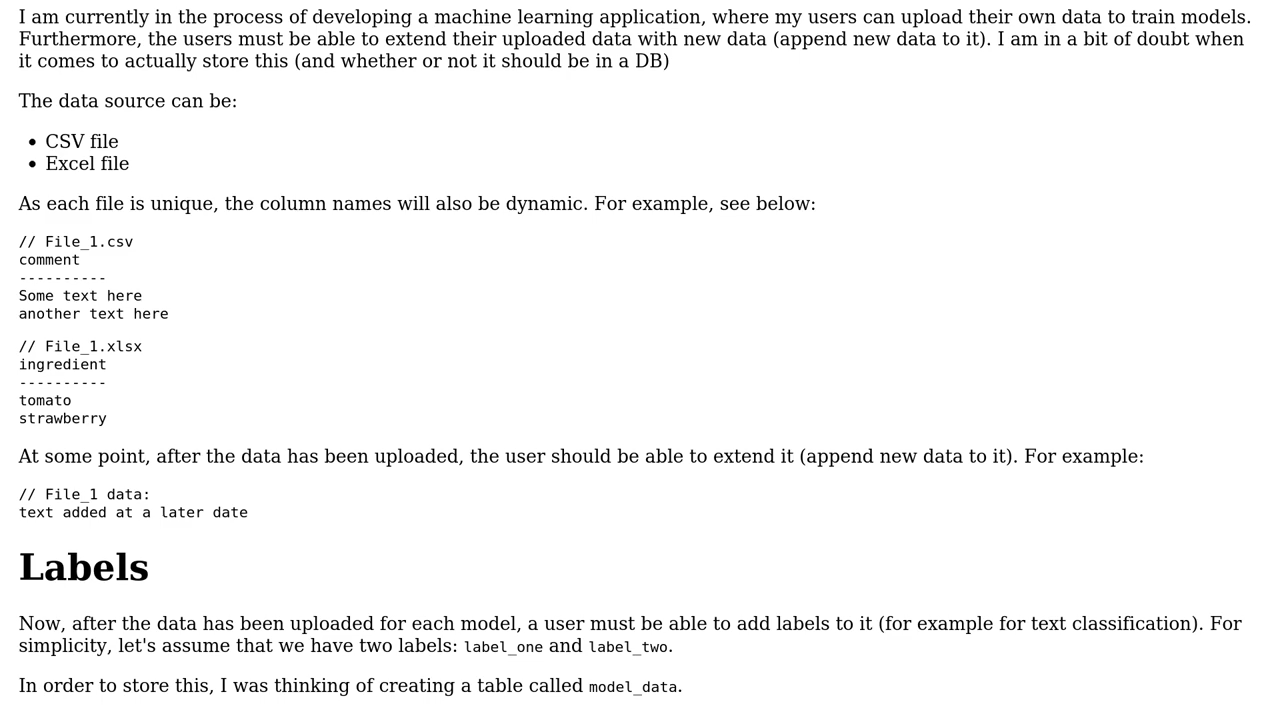 I am currently in the process of developing a machine learning application, where my users can upload their own data to train models.
Furthermore, the users must be able to extend their uploaded data with new data (append new data to it). I am in a bit of doubt when
it comes to actually store this (and whether or not it should be in a DB)
The data source can be:
• CSV file
• Excel file
As each file is unique, the column names will also be dynamic. For example, see below:
// File_1.csv
comment
----------
Some text here
another text here
// File_1.xlsx
ingredient
----------
tomato
strawberry
At some point, after the data has been uploaded, the user should be able to extend it (append new data to it). For example:
// File_1 data:
text added at a later date
Labels
Now, after the data has been uploaded for each model, a user must be able to add labels to it (for example for text classification). For
simplicity, let's assume that we have two labels: label_one and label_two.
In order to store this, I was thinking of creating a table called model_data.